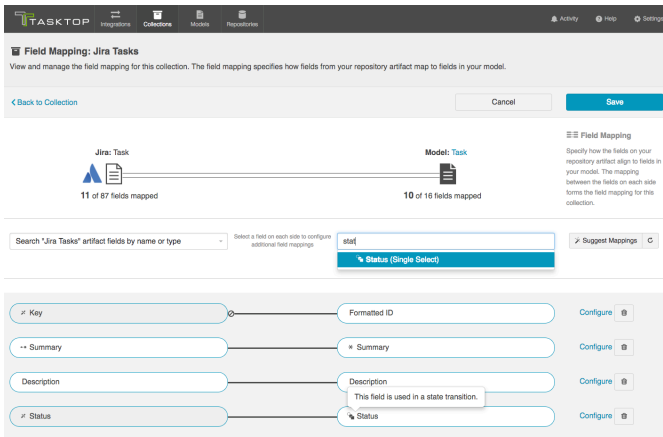 TASKTOP
Integrations
Collections
Models
Repositories
Activity
Help
Settings
Field Mapping: Jira Tasks
View and manage the field mapping for this collection. The field mapping specifies how fields from your repository artifact map to fields in your model.
Back to Collection
Cancel
Save
Field Mapping
Specify how the fields on your
repository artifact align to fields in
your model. The mapping
between the fields on each side
forms the field mapping for this
collection.
Jira: Task
Model: Task
11 of 87 fields mapped
10 of 16 fields mapped
Search "Jira Tasks" artifact fields by name or type
Select a field on each side to configure
additional field mappings
stat
Status (Single Select)
Suggest Mappings
Key
Formatted ID
Configure
Summary
Summary
Configure
Description
Description
Configure
This field is used in a state transition.
Status
Status
Configure